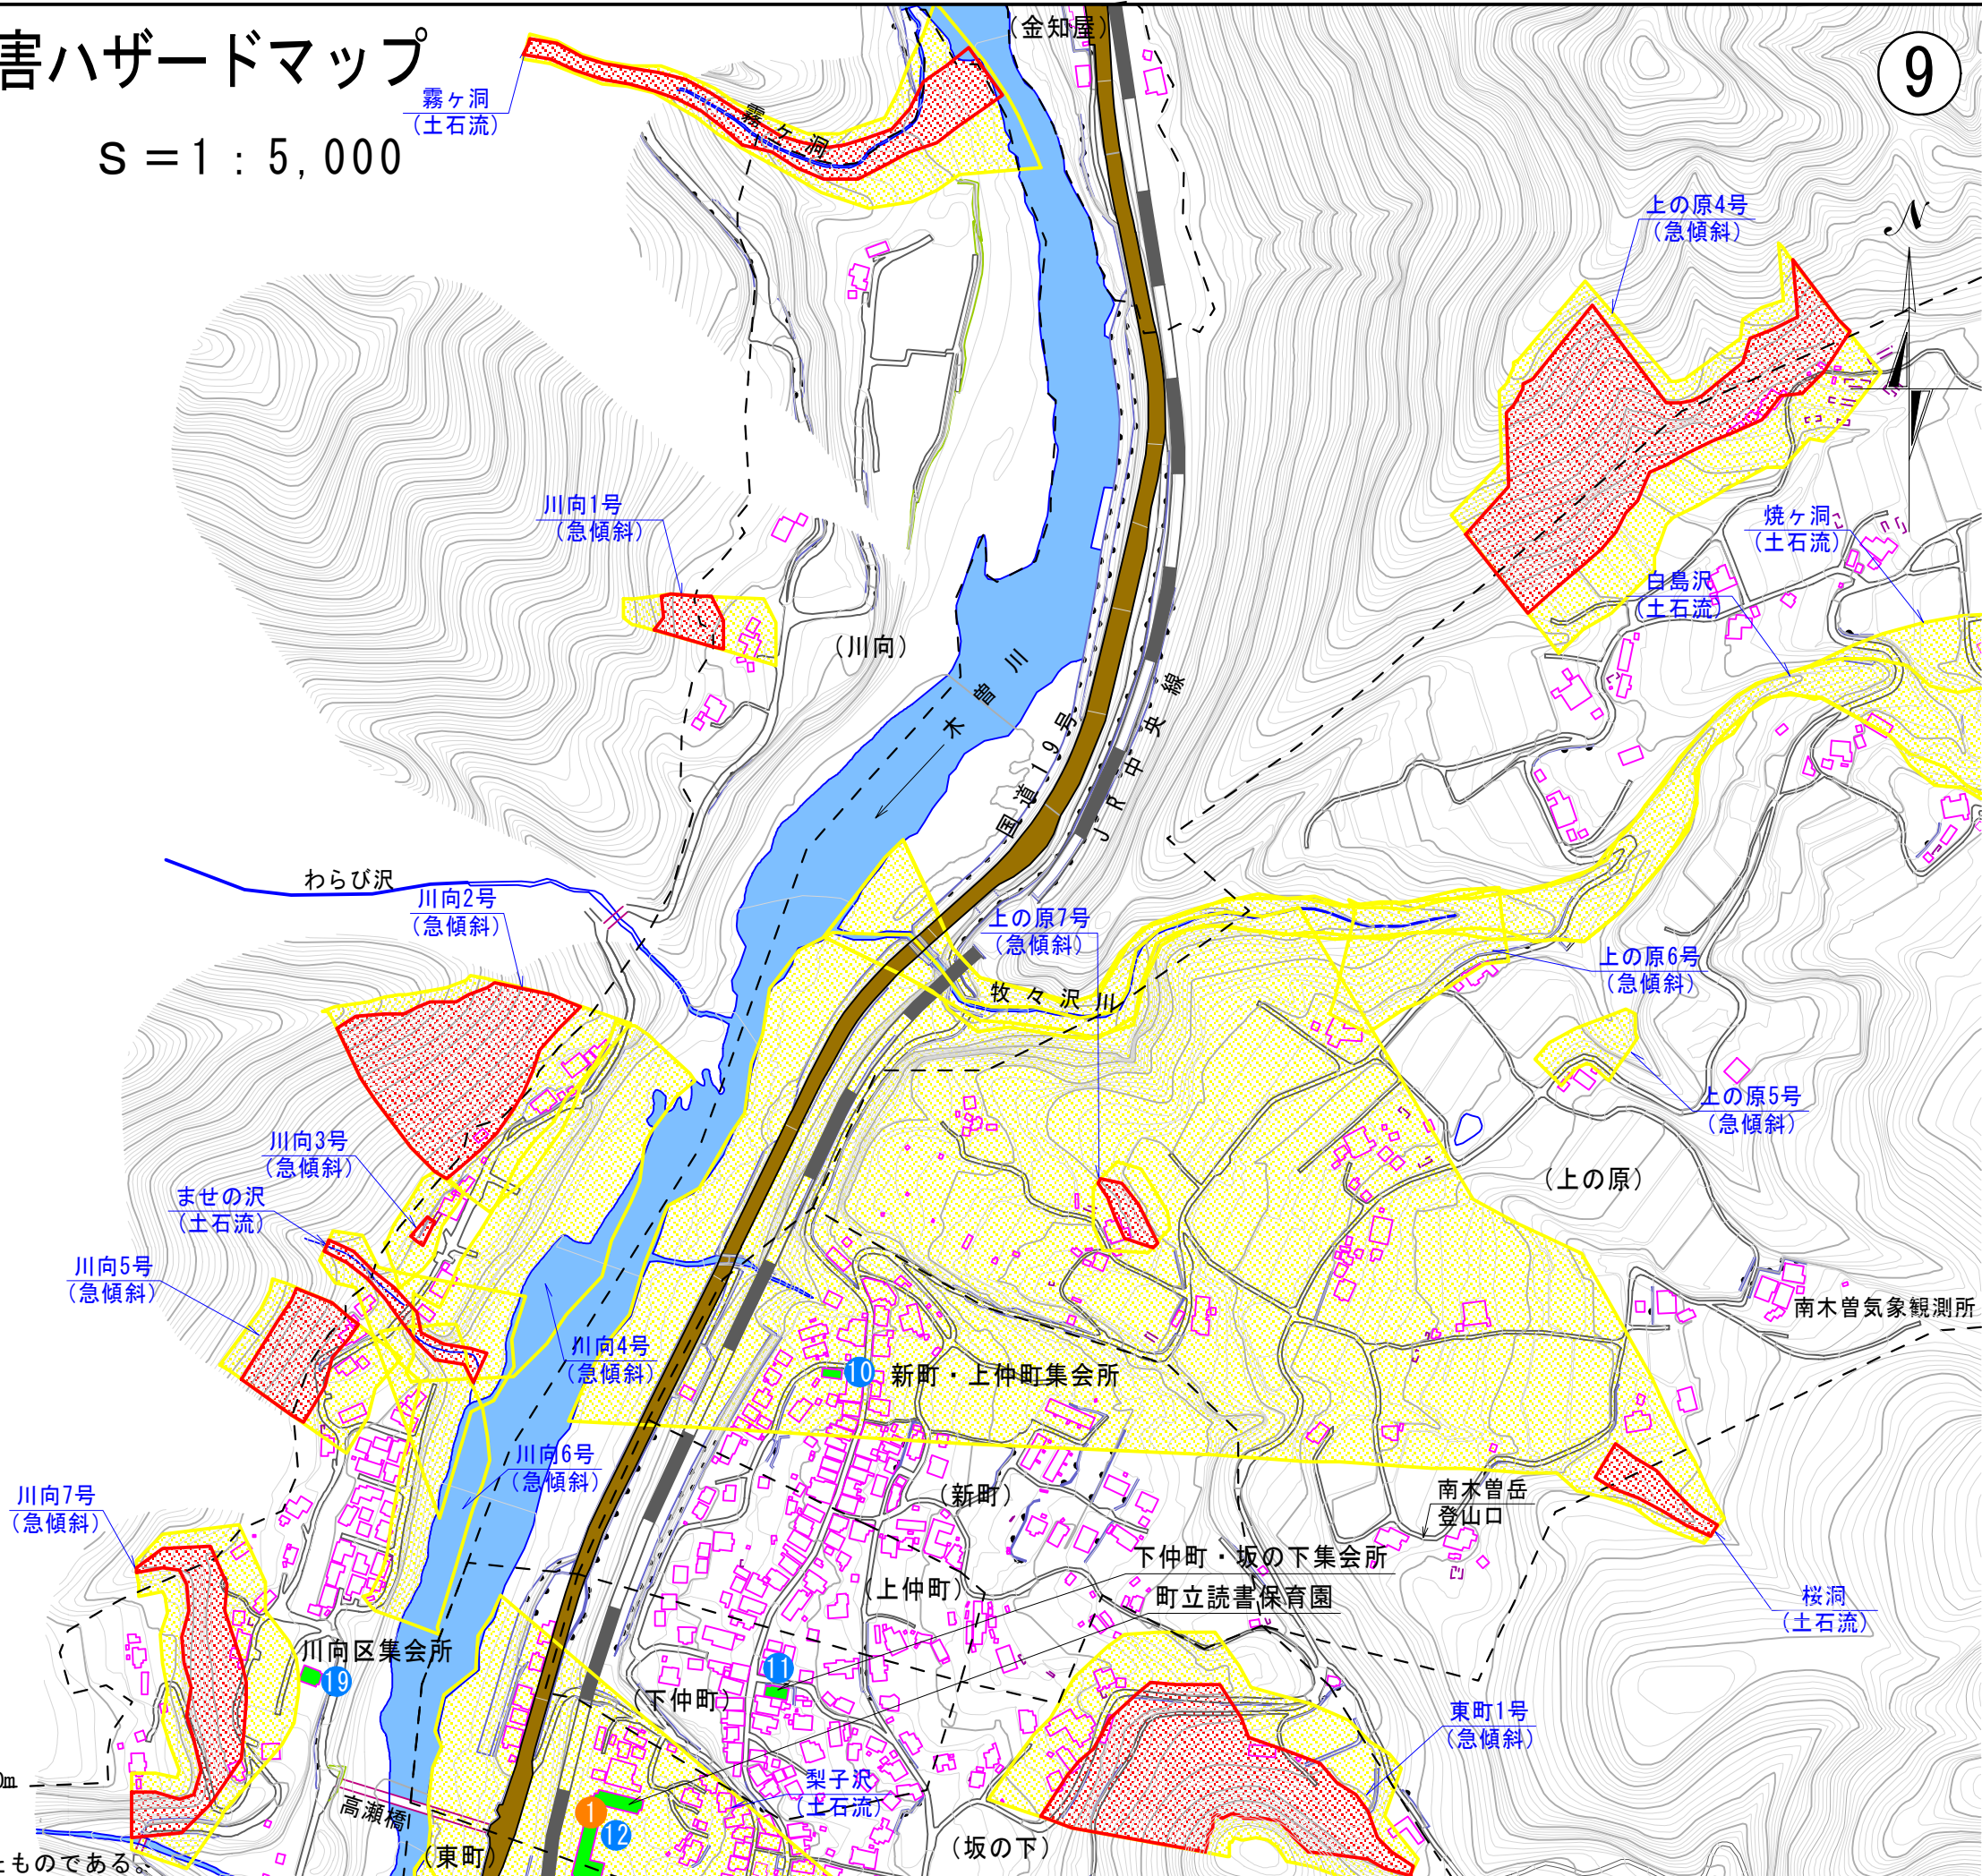 害ハザードマップ
S＝1：5,000
9
（金知屋）
霧ヶ洞
（土石流）
霧ヶ洞
上の原4号
（急傾斜）
N
川向1号
（急傾斜）
焼ヶ洞
（土石流）
白島沢
（土石流）
（川向）
木曽川
国道19号
JR中央線
わらび沢
川向2号
（急傾斜）
上の原7号
（急傾斜）
牧々沢川
上の原6号
（急傾斜）
上の原5号
（急傾斜）
川向3号
（急傾斜）
ませの沢
（土石流）
（上の原）
川向5号
（急傾斜）
南木曽気象観測所
川向4号
（急傾斜）
10
新町・上仲町集会所
川向6号
（急傾斜）
川向7号
（急傾斜）
（新町）
南木曽岳
登山口
下仲町・坂の下集会所
（上仲町）
町立読書保育園
桜洞
（土石流）
川向区集会所
19
11
（下仲町）
東町1号
（急傾斜）
梨子沢
（土石流）
高瀬橋
1
12
（東町）
（坂の下）
ものである。